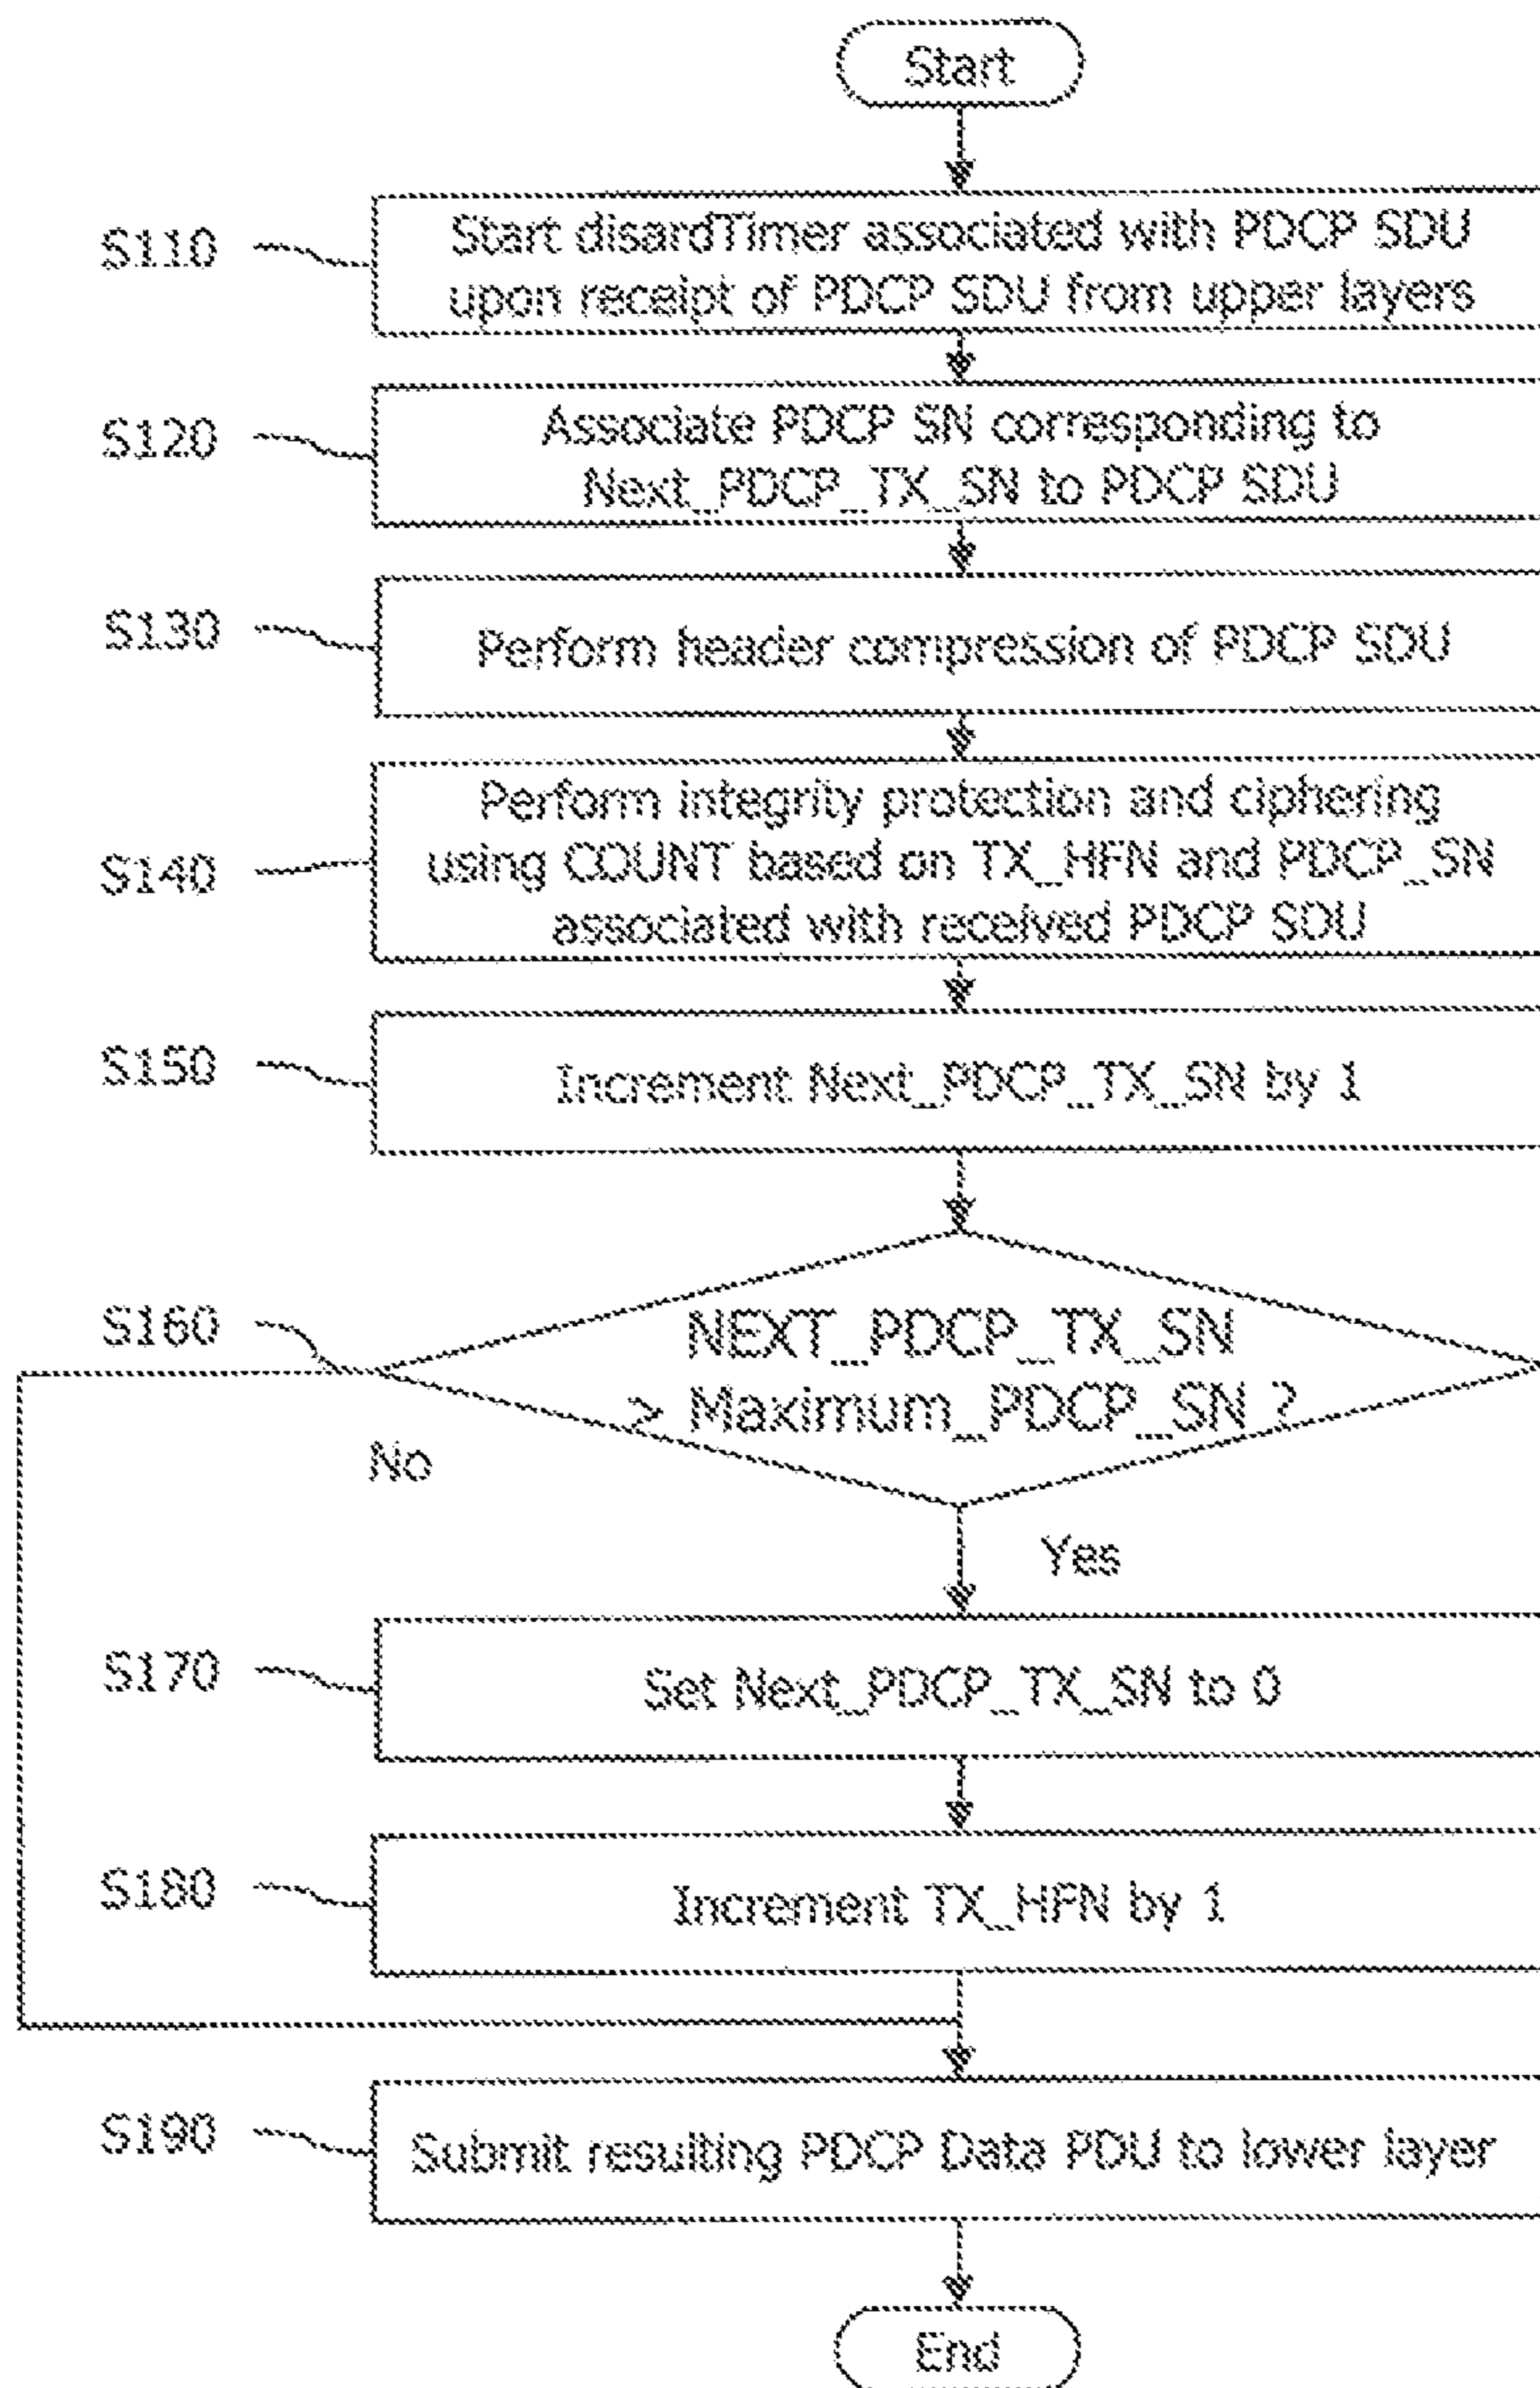 Start
S110
Start disardTimer associated with PDCP SDU
upon receipt of PDCP SDU from upper layers
S120
Associate PDCP SN corresponding to
Next_PDCP_TX_SN to PDCP SDU
S130
Perform header compression of PDCP SDU
S140
Perform integrity protection and ciphering
using COUNT based on TX_HFN and PDCP_SN
associated with received PDCP SDU
S150
Increment Next_PDCP_TX_SN by 1
S160
NEXT_PDCP_TX_SN
> Maximum_PDCP_SN ?
No
Yes
S170
Set Next_PDCP_TX_SN to 0
S180
Increment TX_HFN by 1
S190
Submit resulting PDCP Data PDU to lower layer
End